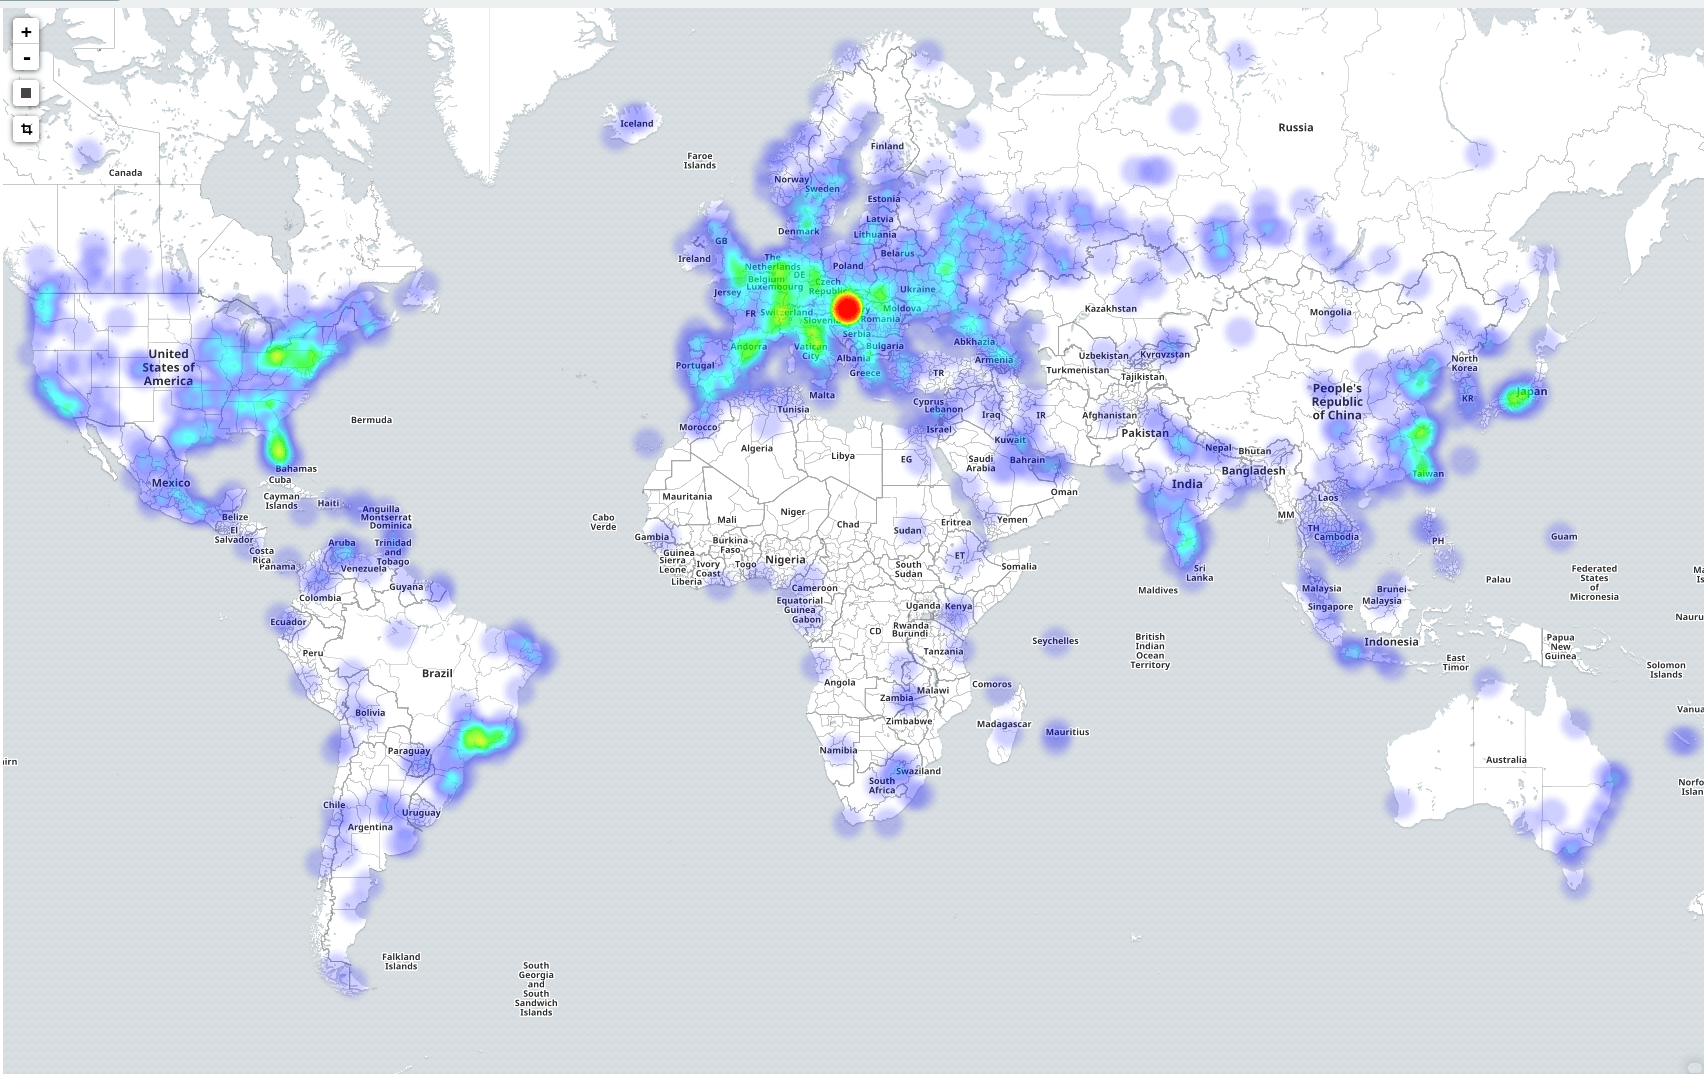 +
-
Iceland
Russia
Canada
Faroe
Islands
Finland
Norway
Sweden
Estonia
Latvia
Denmark
Lithuania
GB
Ireland
The
Netherlands
DE
Belgium
Luxembourg
Poland
Belarus
Czech
Republic
Jersey
Ukraine
FR
Switzerland
Moldova
Romania
Serbia
Kazakhstan
Mongolia
United
States of
America
Andorra
Vatican
City
Bulgaria
Albania
Abkhazia
Armenia
Uzbekistan
Kyrgyzstan
Portugal
Greece
TR
Turkmenistan
Tajikistan
North
Korea
People's
Republic
of China
KR
Japan
Malta
Tunisia
Cyprus
Lebanon
Iraq
IR
Afghanistan
Bermuda
Morocco
Israel
Kuwait
Pakistan
Algeria
Libya
EG
Saudi
Arabia
Bahrain
Nepal
Bhutan
Bangladesh
Taiwan
Bahamas
Cuba
Mexico
India
Oman
Mauritania
Cayman
Islands
Haiti
Anguilla
Montserrat
Dominica
Laos
Belize
El
Salvador
Cabo
Verde
Mali
Niger
Chad
Sudan
Eritrea
Yemen
MM
TH
Cambodia
PH
Guam
Gambia
Guinea
Sierra
Leone
Liberia
Burkina
Faso
Ivory
Coast
Togo
Nigeria
ET
Aruba
Trinidad
and
Tobago
Costa
Rica
Panama
Venezuela
South
Sudan
Somalia
Sri
Lanka
Federated
States
of
Micronesia
Palau
Guyana
Colombia
Cameroon
Equatorial
Guinea
Gabon
Uganda
Kenya
Maldives
Malaysia
Brunei
Malaysia
Singapore
Ecuador
CD
Rwanda
Burundi
Seychelles
British
Indian
Ocean
Territory
Indonesia
Papua
New
Guinea
East
Timor
Solomon
Islands
Nauru
Peru
Brazil
Tanzania
Angola
Comoros
Zambia
Malawi
Bolivia
Zimbabwe
Madagascar
Mauritius
Vanua
Paraguay
Namibia
Australia
irn
Swaziland
South
Africa
Norfo
Islan
Chile
Uruguay
Argentina
Falkland
Islands
South
Georgia
and
South
Sandwich
Islands